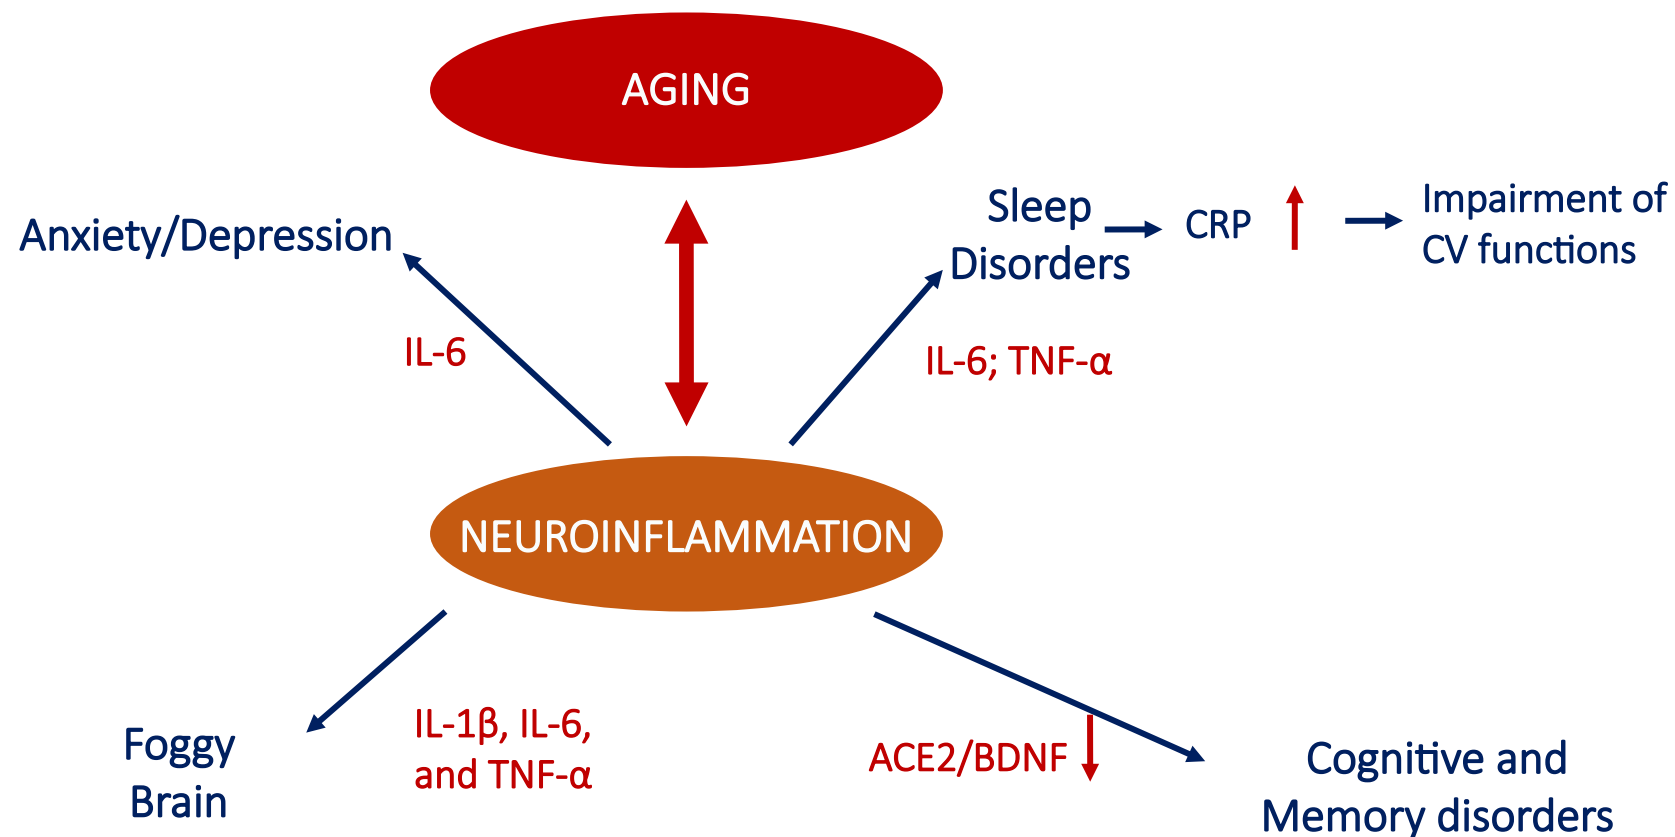 AGING
Anxiety/Depression
Sleep
Disorders
CRP
Impairment of
CV functions
IL-6
IL-6; TNF-α
NEUROINFLAMMATION
Foggy
Brain
IL-1β, IL-6,
and TNF-α
ACE2/BDNF
Cognitive and
Memory disorders